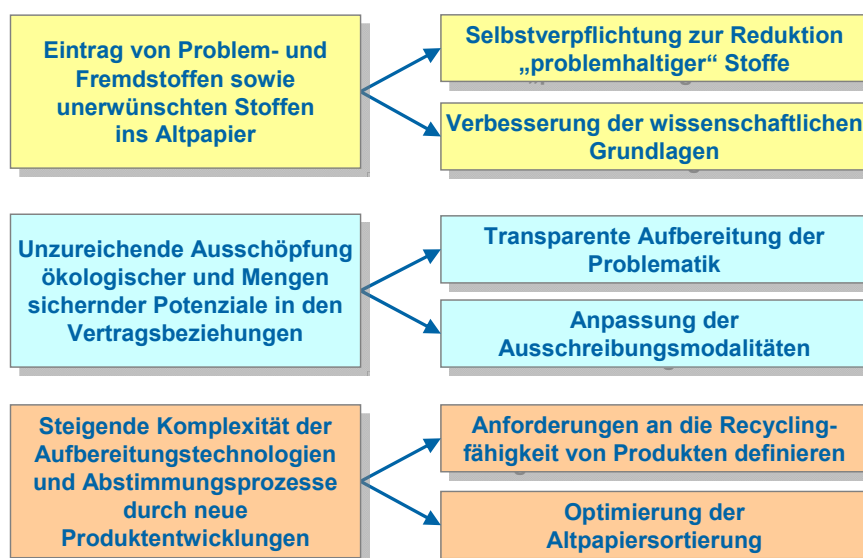 Eintrag von Problem- und
Fremdstoffen sowie
unerwünschten Stoffen
ins Altpapier
Selbstverpflichtung zur Reduktion
„problemhaltiger“ Stoffe
Verbesserung der wissenschaftlichen
Grundlagen
Unzureichende Ausschöpfung
ökologischer und Mengen
sichernder Potenziale in den
Vertragsbeziehungen
Transparente Aufbereitung der
Problematik
Anpassung der
Ausschreibungsmodalitäten
Steigende Komplexität der
Aufbereitungstechnologien
und Abstimmungsprozesse
durch neue
Produktentwicklungen
Anforderungen an die Recycling-
fähigkeit von Produkten definieren
Optimierung der
Altpapiersortierung